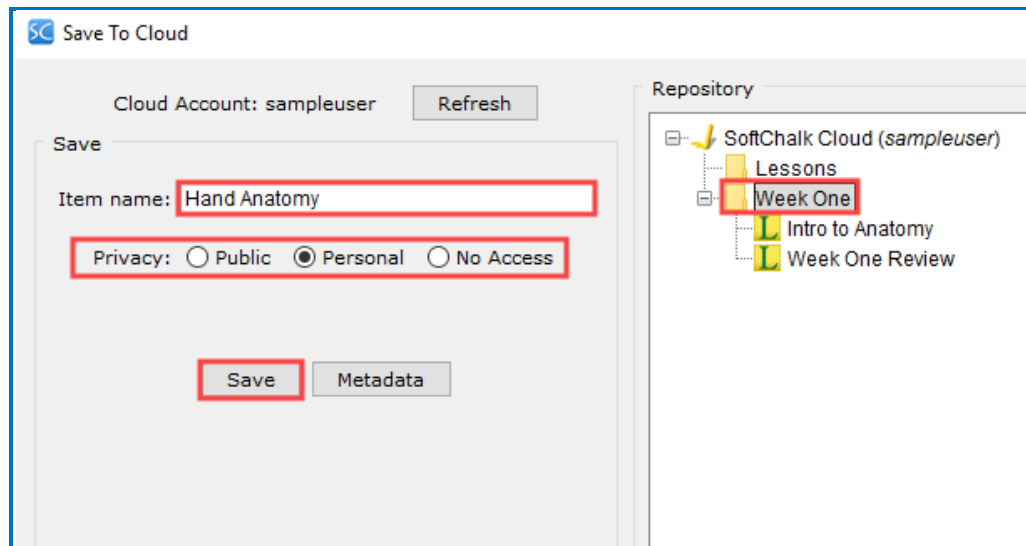 SC Save To Cloud
Cloud Account: sampleuser Refresh
Save
Item name: Hand Anatomy
Privacy: Public Personal No Access
Save Metadata
Repository
SoftChalk Cloud (sampleuser)
Lessons
Week One
L Intro to Anatomy
L Week One Review